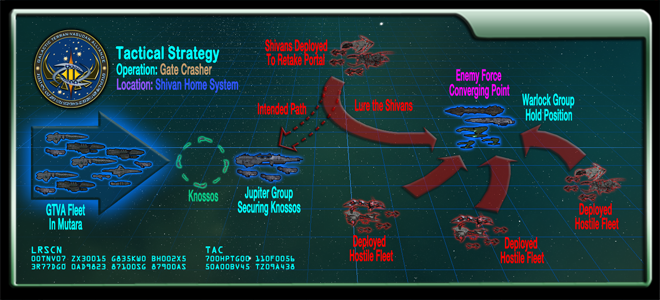 Tactical Strategy
Operation: Gate Crasher
Location: Shivan Home System
Shivans Deployed
To Retake Portal
Intended Path
Lure the Shivans
Enemy Force
Converging Point
Warlock Group
Hold Position
GTVA Fleet
In Mutara
Knossos
Jupiter Group
Securing Knossos
Deployed
Hostile Fleet
Deployed
Hostile Fleet
Deployed
Hostile Fleet
LRSCN
TAC